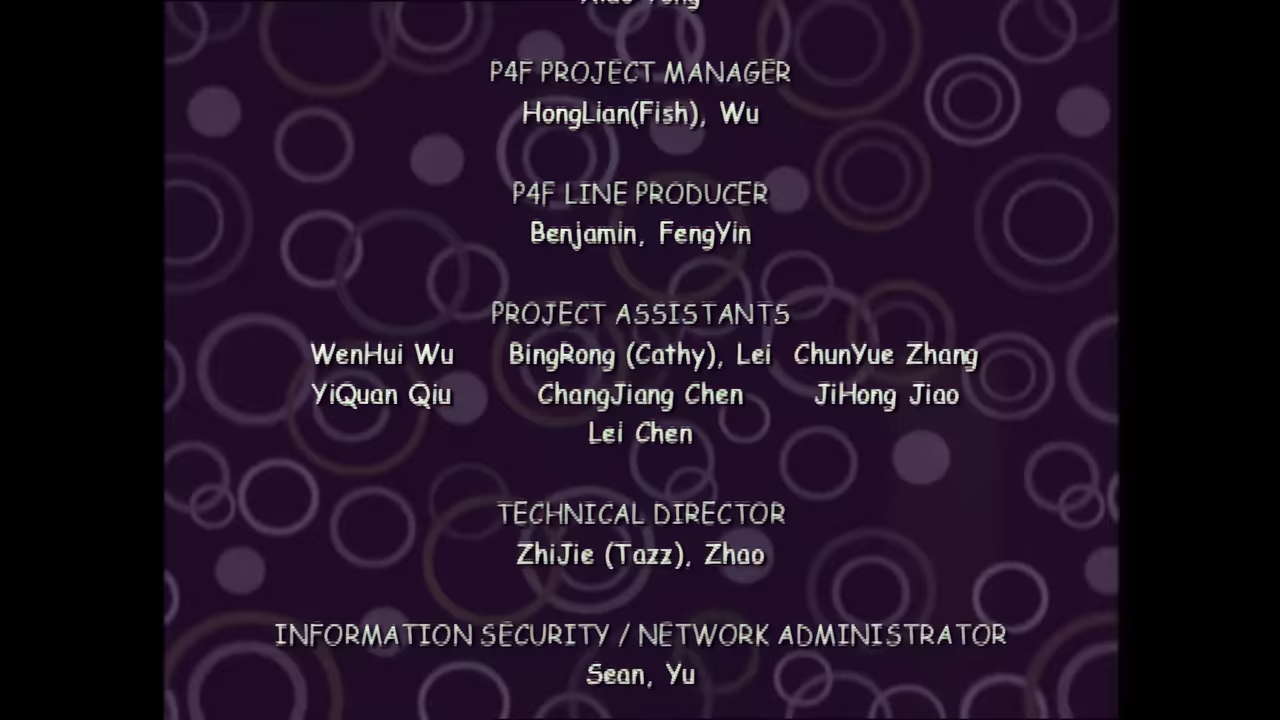 P4F PROJECT MANAGER
HongLian(Fish), Wu
P4F LINE PRODUCER
Benjamin, FengYin
PROJECT ASSISTANTS
WenHui Wu BingRong (Cathy), Lei ChunYue Zhang
YiQuan Qiu ChangJiang Chen JiHong Jiao
Lei Chen
TECHNICAL DIRECTOR
ZhiJie (Tazz), Zhao
INFORMATION SECURITY / NETWORK ADMINISTRATOR
Sean, Yu